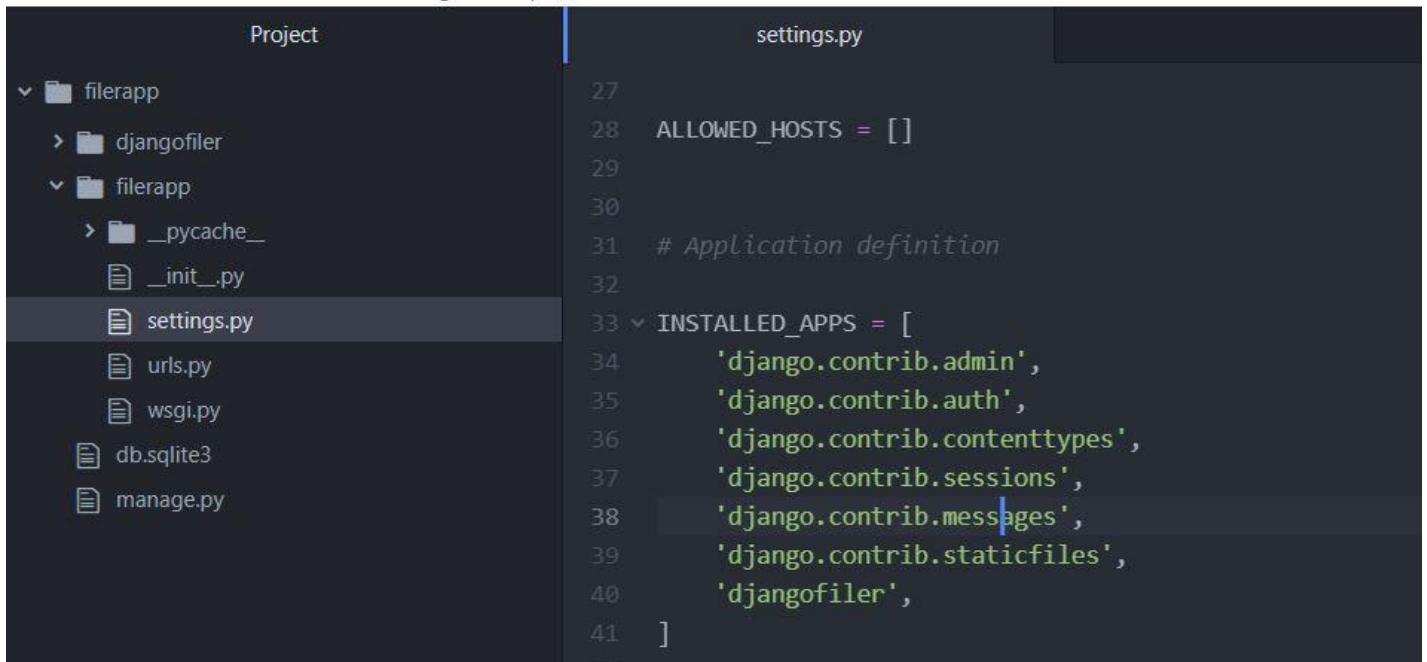 Project
filerapp
djangofiler
filerapp
__pycache__
__init__.py
settings.py
urls.py
wsgi.py
db.sqlite3
manage.py
settings.py
27
28 ALLOWED_HOSTS = []
29
30
31 # Application definition
32
33 INSTALLED_APPS = [
34 'django.contrib.admin',
35 'django.contrib.auth',
36 'django.contrib.contenttypes',
37 'django.contrib.sessions',
38 'django.contrib.messages',
39 'django.contrib.staticfiles',
40 'djangofiler',
41 ]